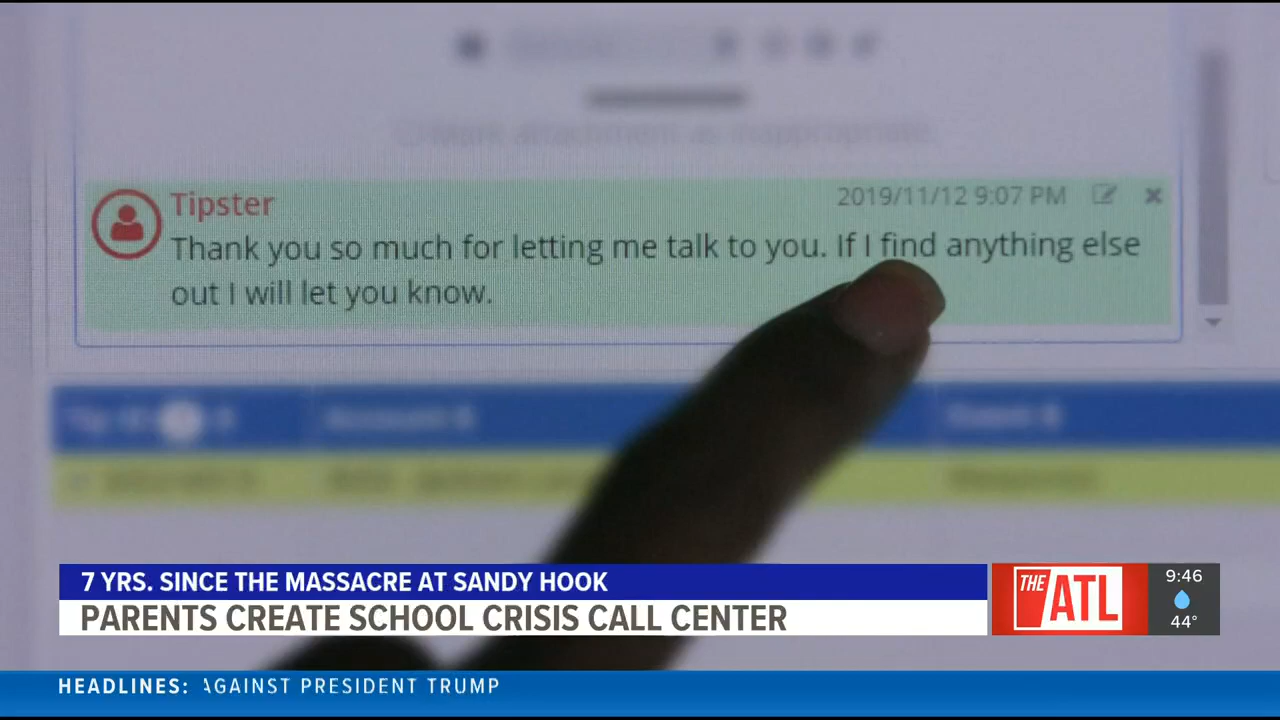 Tipster
2019/11/12 9:07 PM
Thank you so much for letting me talk to you. If I find anything else
out I will let you know.
7 YRS. SINCE THE MASSACRE AT SANDY HOOK
PARENTS CREATE SCHOOL CRISIS CALL CENTER
THE ATL
9:46
44°
HEADLINES: AGAINST PRESIDENT TRUMP